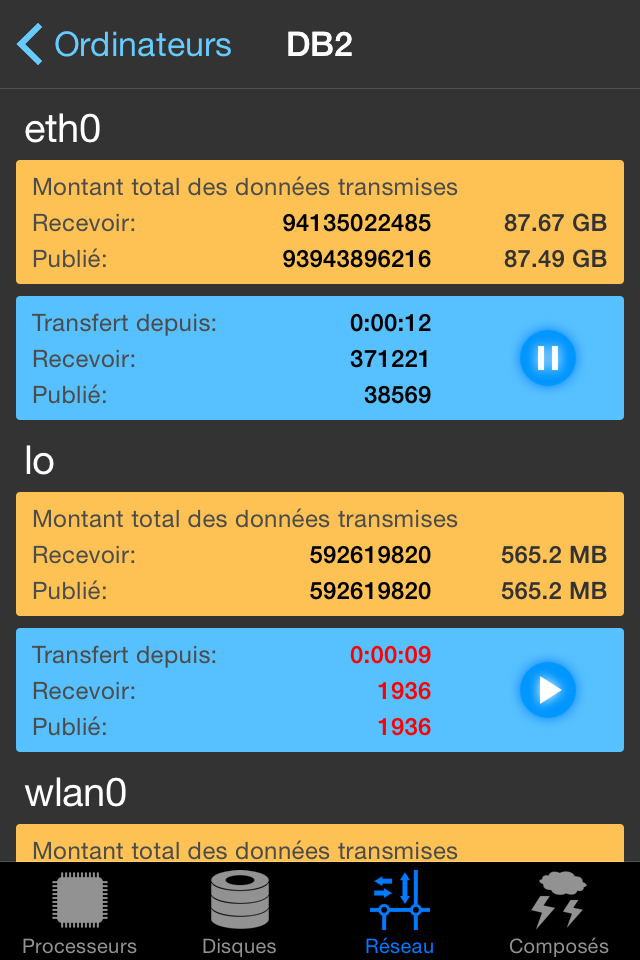 Ordinateurs DB2
eth0
Montant total des données transmises
Recevoir: 94135022485 87.67 GB
Publié: 93943896216 87.49 GB
Transfert depuis: 0:00:12
Recevoir: 371221
Publié: 38569
lo
Montant total des données transmises
Recevoir: 592619820 565.2 MB
Publié: 592619820 565.2 MB
Transfert depuis: 0:00:09
Recevoir: 1936
Publié: 1936
wlan0
Montant total des données transmises
Processeurs Disques Réseau Composés